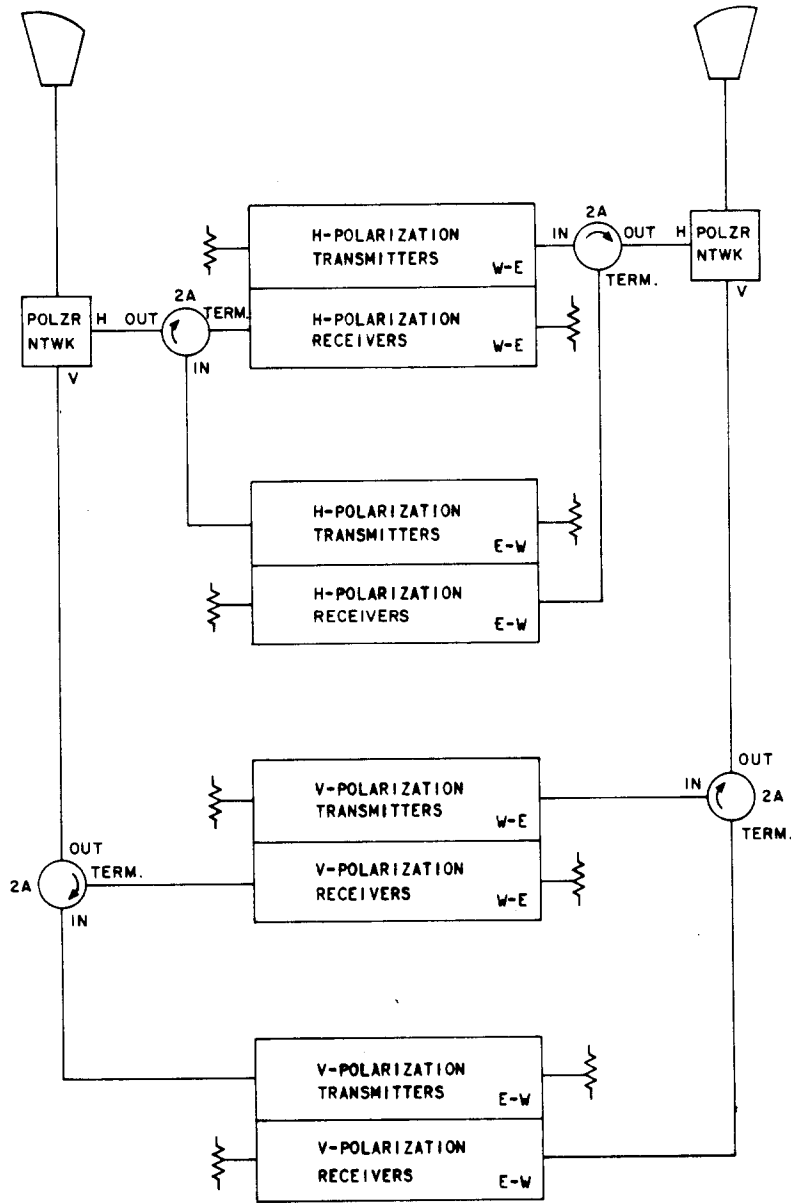 2A
H-POLARIZATION
TRANSMITTERS
W-E
IN
OUT
H
POLZR
NTWK
TERM.
V
2A
POLZR
NTWK
H
OUT
TERM.
H-POLARIZATION
RECEIVERS
W-E
IN
V
H-POLARIZATION
TRANSMITTERS
E-W
H-POLARIZATION
RECEIVERS
E-W
V-POLARIZATION
TRANSMITTERS
W-E
OUT
IN
2A
TERM.
OUT
TERM.
2A
IN
V-POLARIZATION
RECEIVERS
W-E
V-POLARIZATION
TRANSMITTERS
E-W
V-POLARIZATION
RECEIVERS
E-W